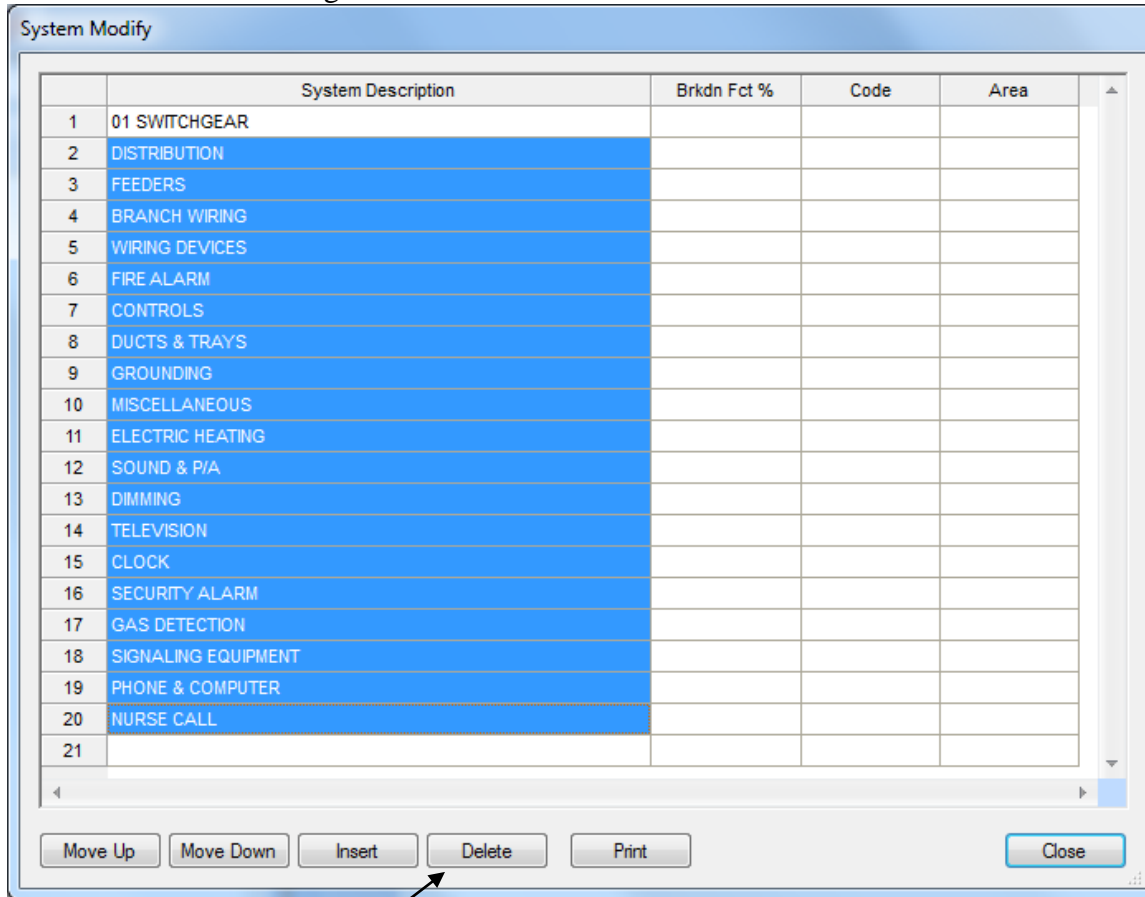 System Modify
System Description Brkdn Fct % Code Area
1 01 SWITCHGEAR
2 DISTRIBUTION
3 FEEDERS
4 BRANCH WIRING
5 WIRING DEVICES
6 FIRE ALARM
7 CONTROLS
8 DUCTS & TRAYS
9 GROUNDING
10 MISCELLANEOUS
11 ELECTRIC HEATING
12 SOUND & P/A
13 DIMMING
14 TELEVISION
15 CLOCK
16 SECURITY ALARM
17 GAS DETECTION
18 SIGNALING EQUIPMENT
19 PHONE & COMPUTER
20 NURSE CALL
21
Move Up Move Down Insert Delete Print Close